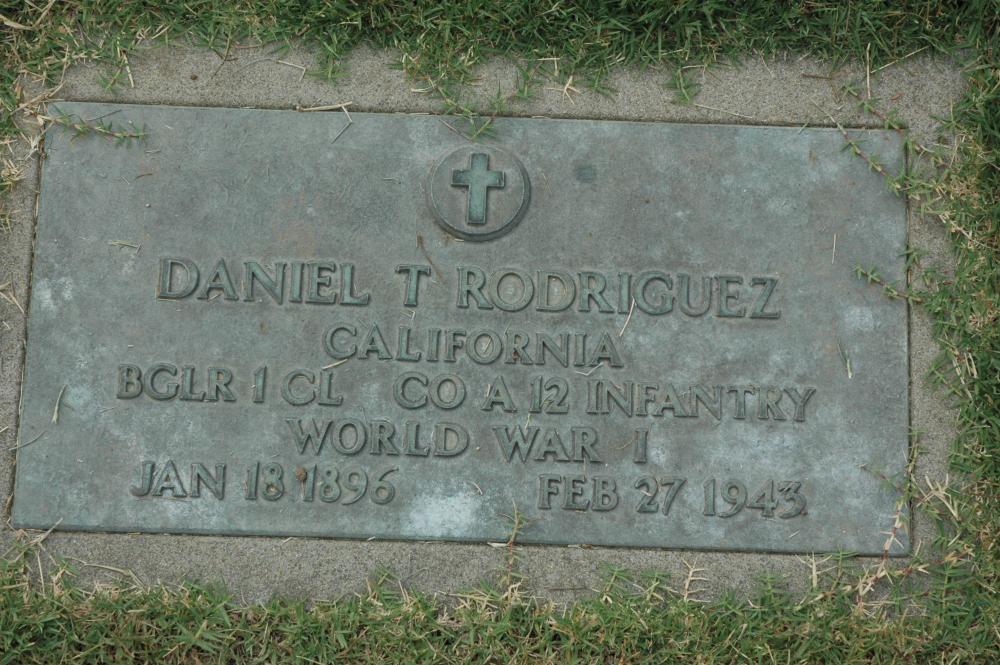 DANIEL T RODRIGUEZ
CALIFORNIA
BGLR 1 CL CO A 12 INFANTRY
WORLD WAR I
JAN 18 1896 FEB 27 1943